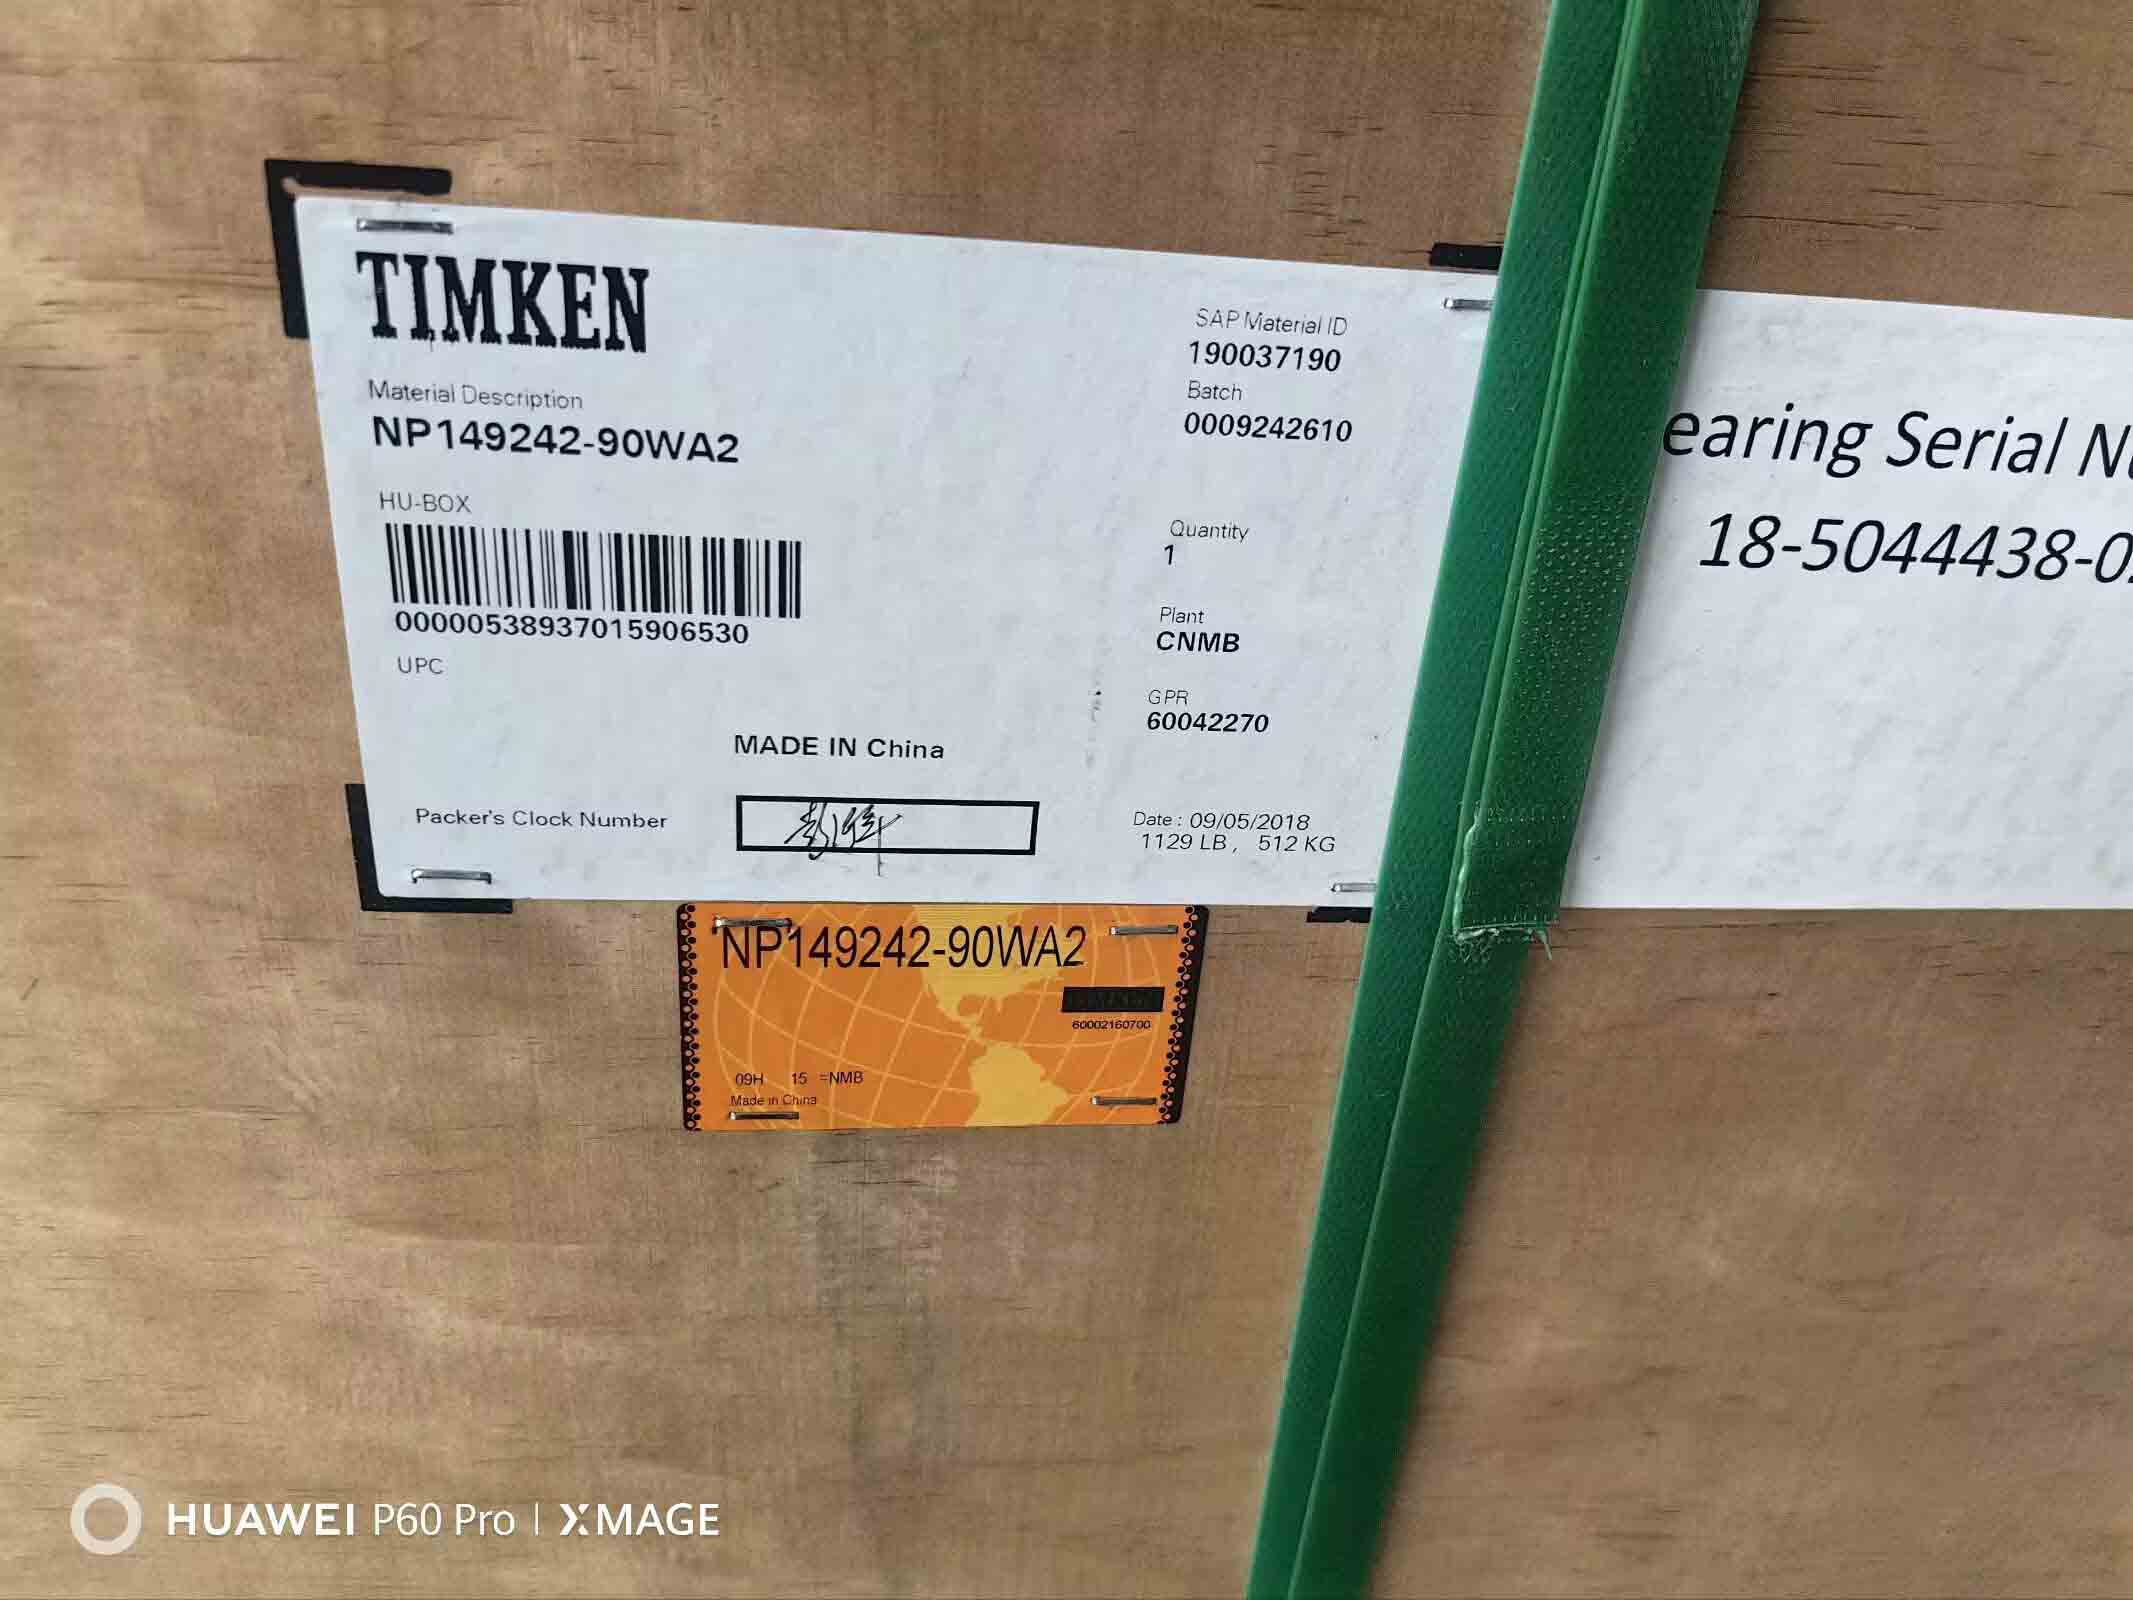 TIMKEN
Material Description
NP149242-90WA2
HU-BOX
00000538937015906530
UPC
MADE IN China
Packer's Clock Number
SAP Material ID
190037190
Batch
0009242610
Quantity
1
Plant
CNMB
GPR
60042270
Date : 09/05/2018
1129 LB , 512 KG
earing Serial N
18-5044438-0
NP149242-90WA2
60002160700
09H 15 =NMB
Made in China
HUAWEI P60 Pro | XMAGE